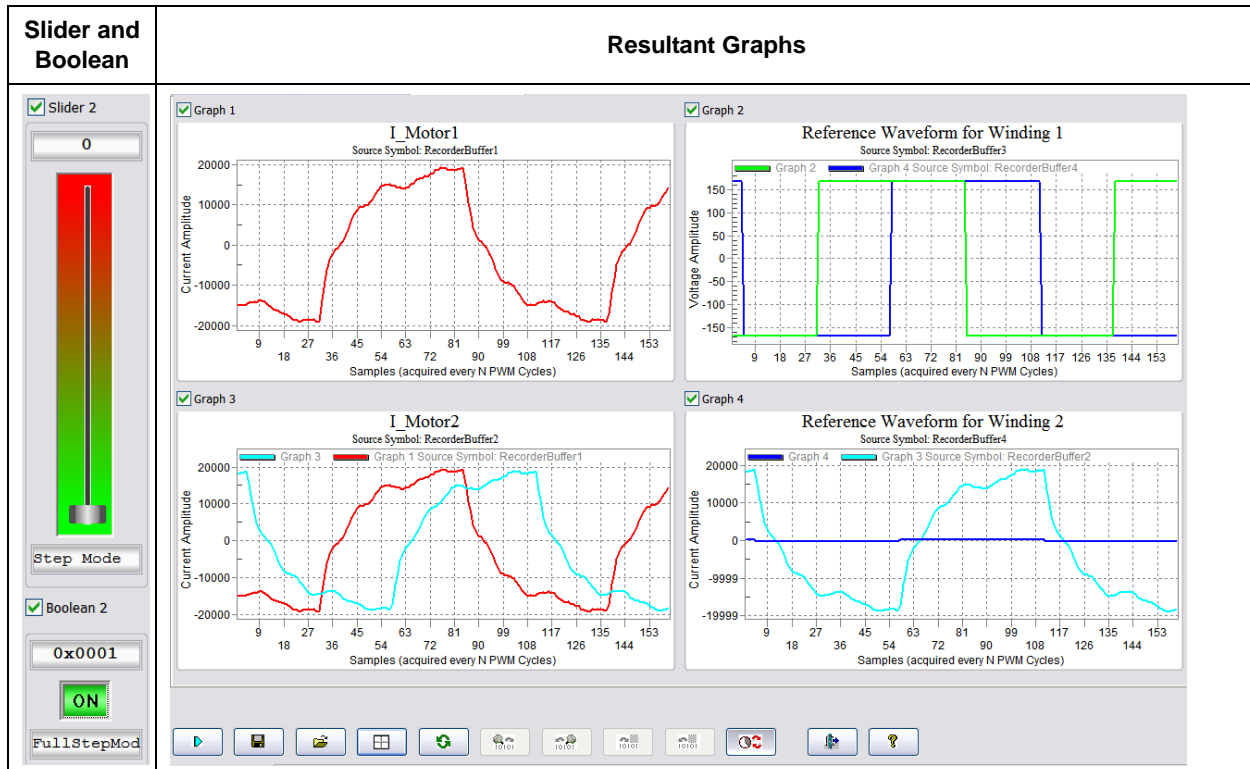 Slider and
Boolean
Resultant Graphs
Slider 2
0
Step Mode
Boolean 2
0x0001
ON
FullStepMod
Graph 1
I_Motor1
Source Symbol: RecorderBuffer1
20000
10000
0
-10000
-20000
Current Amplitude
9 27 45 63 81 99 117 135 153
18 36 54 72 90 108 126 144
Samples (acquired every N PWM Cycles)
Graph 2
Reference Waveform for Winding 1
Source Symbol: RecorderBuffer3
Graph 2 Graph 4 Source Symbol: RecorderBuffer4
150
100
50
0
-50
-100
-150
Voltage Amplitude
9 18 27 36 45 54 63 72 81 90 99 108 117 126 135 144 153
Samples (acquired every N PWM Cycles)
Graph 3
I_Motor2
Source Symbol: RecorderBuffer2
Graph 3 Graph 1 Source Symbol: RecorderBuffer1
20000
10000
0
-10000
-20000
Current Amplitude
9 27 45 63 81 99 117 135 153
18 36 54 72 90 108 126 144
Samples (acquired every N PWM Cycles)
Graph 4
Reference Waveform for Winding 2
Source Symbol: RecorderBuffer4
Graph 4 Graph 3 Source Symbol: RecorderBuffer2
20000
10000
0
-9999
-19999
Current Amplitude
9 27 45 63 81 99 117 135 153
18 36 54 72 90 108 126 144
Samples (acquired every N PWM Cycles)
10101 10101 10101 10101 ?